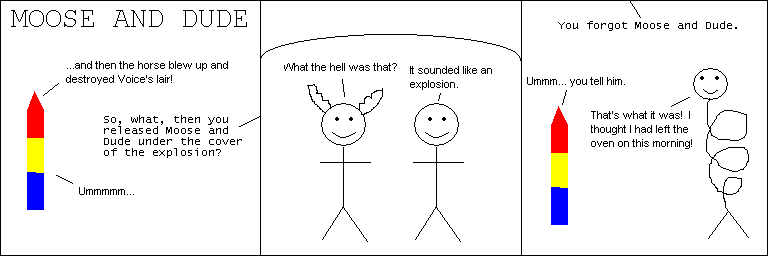 MOOSE AND DUDE
...and then the horse blew up and
destroyed Voice's lair!
So, what, then you
released Moose and
Dude under the cover
of the explosion?
Ummmmm...
What the hell was that?
It sounded like an
explosion.
You forgot Moose and Dude.
Ummm... you tell him.
That's what it was!  I
thought I had left the
oven on this morning!